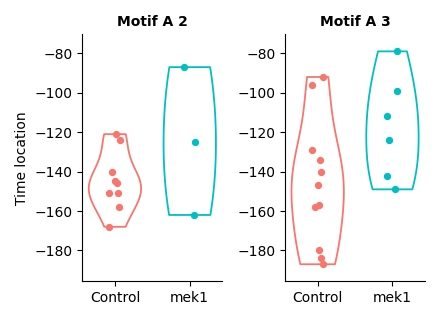 Motif A 2
Motif A 3
Time location
−80
−100
−120
−140
−160
−180
−80
−100
−120
−140
−160
−180
Control
mek1
Control
mek1